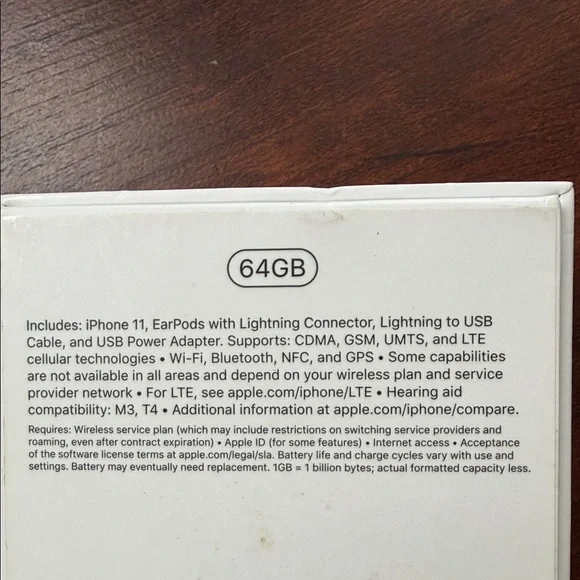 64GB
Includes: iPhone 11, EarPods with Lightning Connector, Lightning to USB
Cable, and USB Power Adapter. Supports: CDMA, GSM, UMTS, and LTE
cellular technologies • Wi-Fi, Bluetooth, NFC, and GPS • Some capabilities
are not available in all areas and depend on your wireless plan and service
provider network • For LTE, see apple.com/iphone/LTE • Hearing aid
compatibility: M3, T4 • Additional information at apple.com/iphone/compare.
Requires: Wireless service plan (which may include restrictions on switching service providers and
roaming, even after contract expiration) • Apple ID (for some features) • Internet access • Acceptance
of the software license terms at apple.com/legal/sla. Battery life and charge cycles vary with use and
settings. Battery may eventually need replacement. 1GB = 1 billion bytes; actual formatted capacity less.